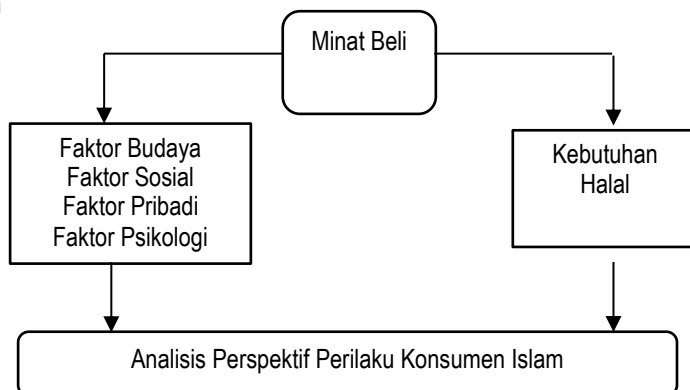 Minat Beli
Faktor Budaya
Faktor Sosial
Faktor Pribadi
Faktor Psikologi
Kebutuhan
Halal
Analisis Perspektif Perilaku Konsumen Islam